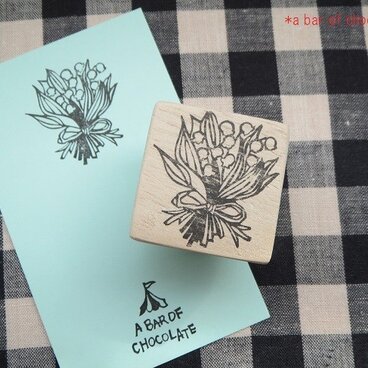 *a bar of choc
A BAR OF
CHOCOLATE